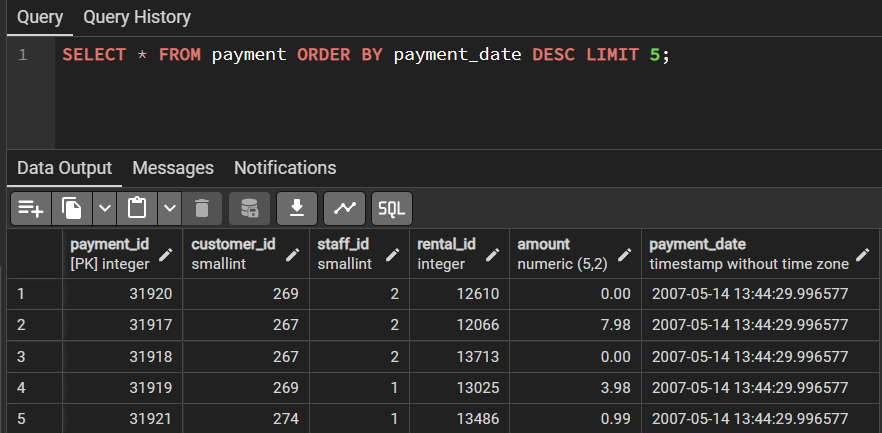 Query Query History
1 SELECT * FROM payment ORDER BY payment_date DESC LIMIT 5;
Data Output Messages Notifications
SQL
payment_id customer_id staff_id rental_id amount payment_date
[PK] integer smallint smallint integer numeric (5,2) timestamp without time zone
1 31920 269 2 12610 0.00 2007-05-14 13:44:29.996577
2 31917 267 2 12066 7.98 2007-05-14 13:44:29.996577
3 31918 267 2 13713 0.00 2007-05-14 13:44:29.996577
4 31919 269 1 13025 3.98 2007-05-14 13:44:29.996577
5 31921 274 1 13486 0.99 2007-05-14 13:44:29.996577